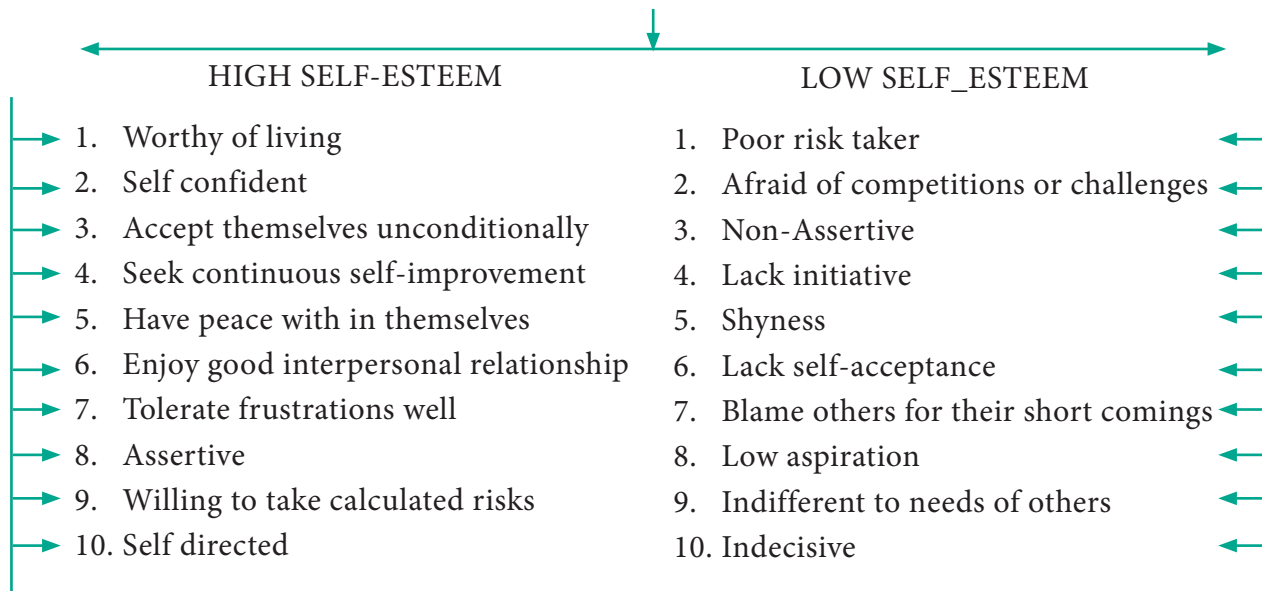 HIGH SELF-ESTEEM
1. Worthy of living
2. Self confident
3. Accept themselves unconditionally
4. Seek continuous self-improvement
5. Have peace with in themselves
6. Enjoy good interpersonal relationship
7. Tolerate frustrations well
8. Assertive
9. Willing to take calculated risks
10. Self directed
LOW SELF_ESTEEM
1. Poor risk taker
2. Afraid of competitions or challenges
3. Non-Assertive
4. Lack initiative
5. Shyness
6. Lack self-acceptance
7. Blame others for their short comings
8. Low aspiration
9. Indifferent to needs of others
10. Indecisive